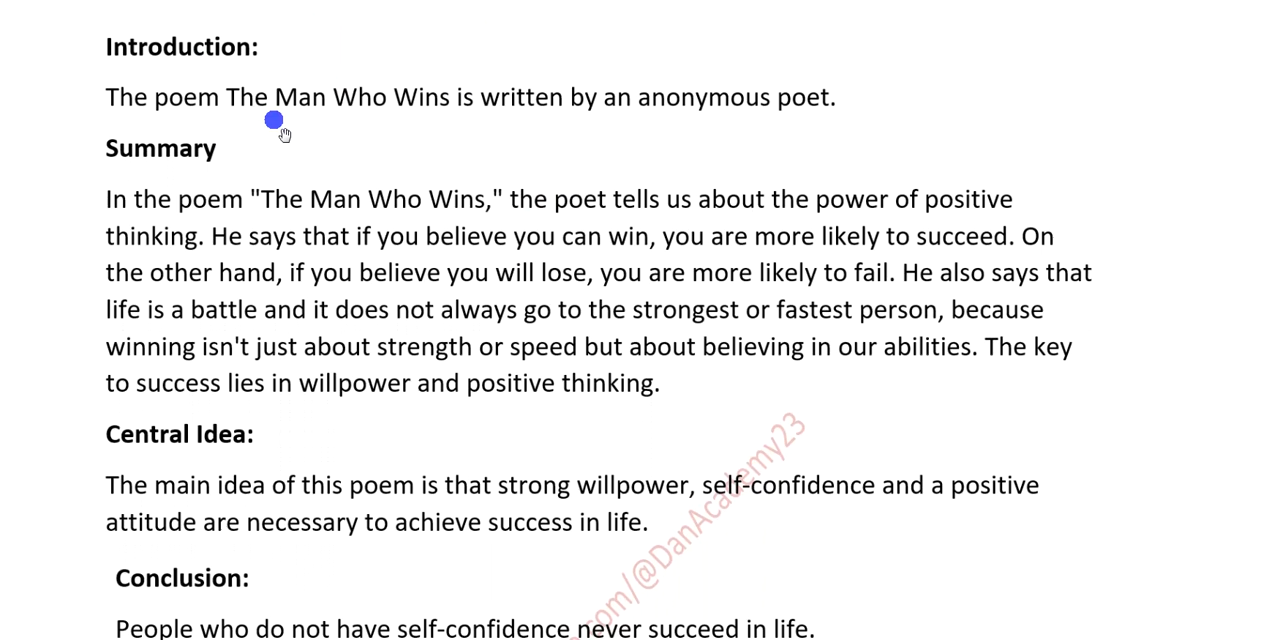 Introduction:
The poem The Man Who Wins is written by an anonymous poet.
Summary
In the poem "The Man Who Wins," the poet tells us about the power of positive
thinking. He says that if you believe you can win, you are more likely to succeed. On
the other hand, if you believe you will lose, you are more likely to fail. He also says that
life is a battle and it does not always go to the strongest or fastest person, because
winning isn't just about strength or speed but about believing in our abilities. The key
to success lies in willpower and positive thinking.
Central Idea:
The main idea of this poem is that strong willpower, self-confidence and a positive
attitude are necessary to achieve success in life.
Conclusion:
People who do not have self-confidence never succeed in life.
.com/@DanAcademy23